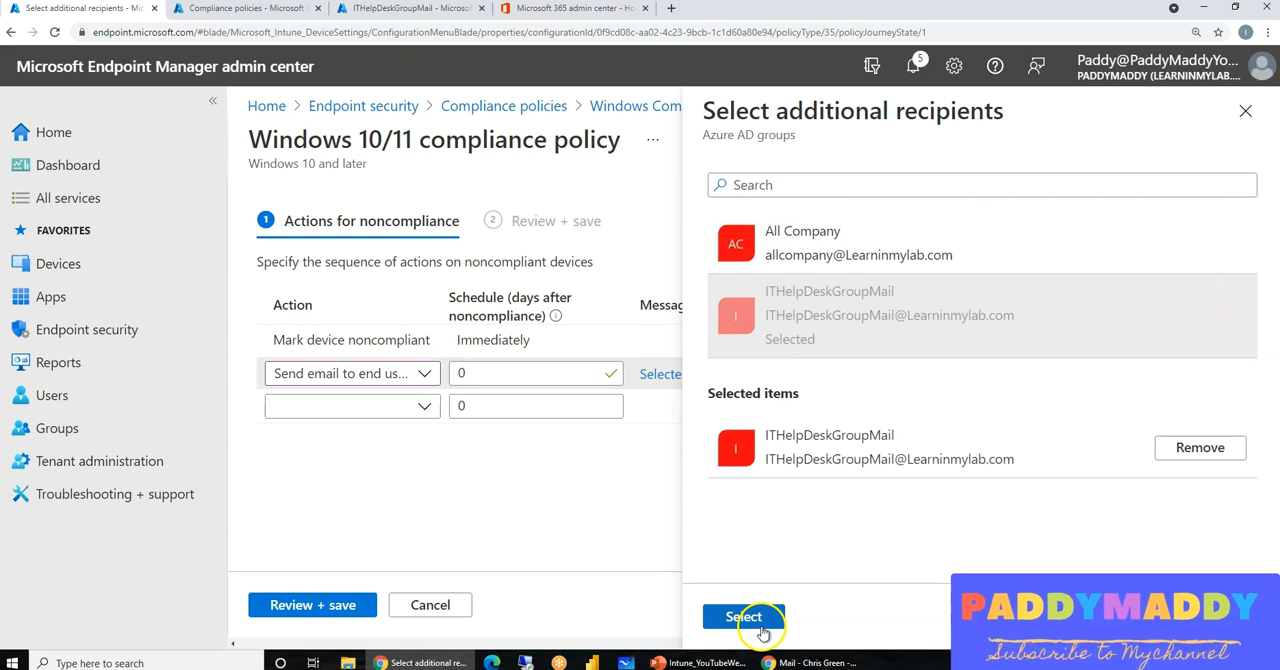 Select additional recipients - M
Compliance policies - Microsoft
ITHelpDeskGroupMail - Microsof
Microsoft 365 admin center - Ho
endpoint.microsoft.com/#blade/Microsoft_Intune_DeviceSettings/ConfigurationMenuBlade/properties/configurationId/0f9cd08c-aa02-4c23-9bcb-1c1d60a80e94/policyType/35/policyJourneyState/1
I
Microsoft Endpoint Manager admin center
5
Paddy@PaddyMaddyYo...
PADDYMADDY (LEARNINMYLAB....
«
Home
Dashboard
All services
FAVORITES
Devices
Apps
Endpoint security
Reports
Users
Groups
Tenant administration
Troubleshooting + support
Home > Endpoint security > Compliance policies > Windows Com
Windows 10/11 compliance policy ...
Windows 10 and later
1 Actions for noncompliance
2 Review + save
Specify the sequence of actions on noncompliant devices
Action
Schedule (days after
noncompliance)
Messag
Mark device noncompliant
Immediately
Send email to end us...
0
Selecte
0
Review + save
Cancel
Select additional recipients
Azure AD groups
Search
AC
All Company
allcompany@Learninmylab.com
I
ITHelpDeskGroupMail
ITHelpDeskGroupMail@Learninmylab.com
Selected
Selected items
I
ITHelpDeskGroupMail
ITHelpDeskGroupMail@Learninmylab.com
Remove
Select
PADDYMADDY
Subscribe to Mychannel
Type here to search
Select additional re...
Intune_YouTubeWe...
Mail - Chris Green -...